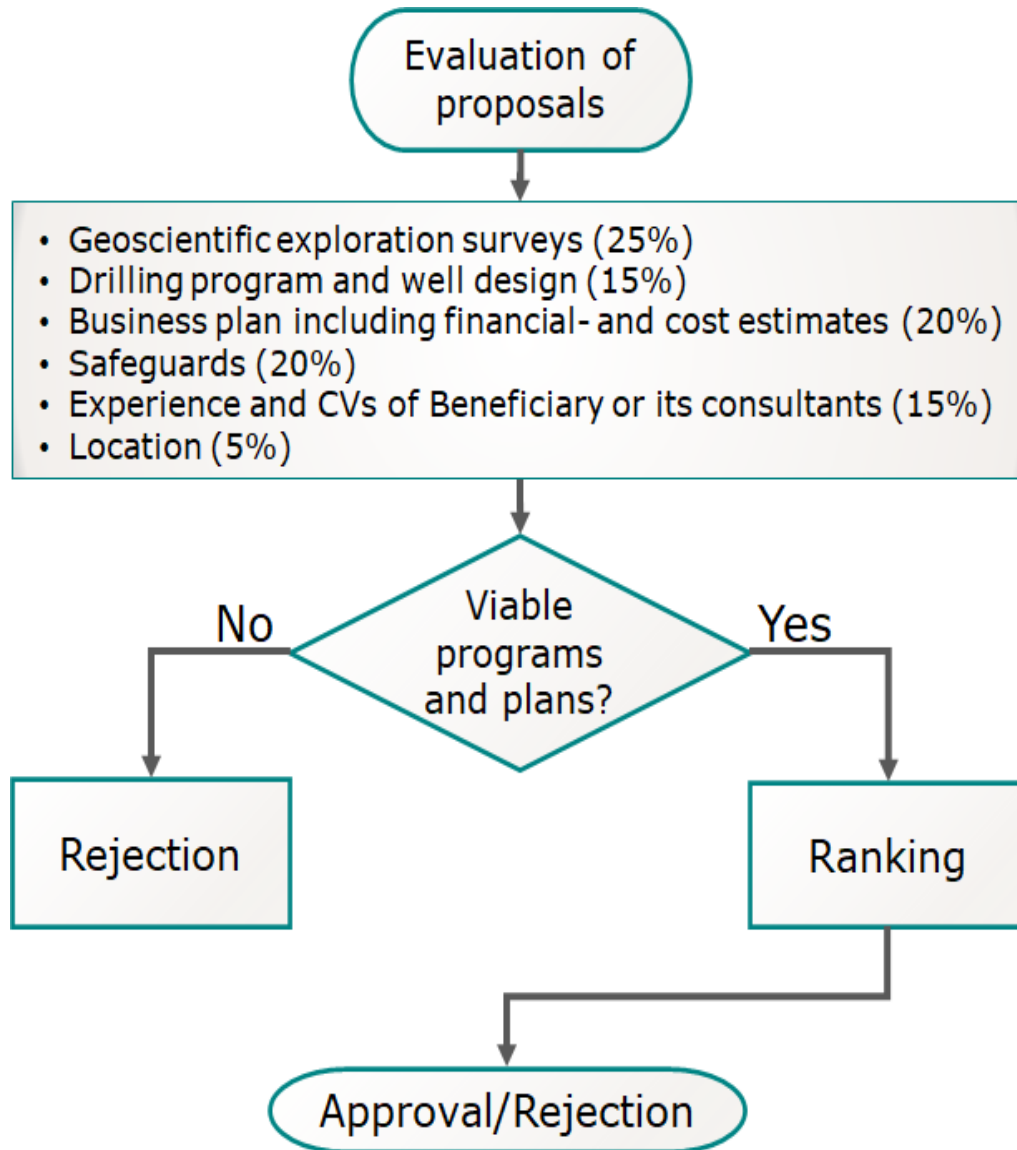 Evaluation of
proposals
• Geoscientific exploration surveys (25%)
• Drilling program and well design (15%)
• Business plan including financial- and cost estimates (20%)
• Safeguards (20%)
• Experience and CVs of Beneficiary or its consultants (15%)
• Location (5%)
No
Viable
programs
and plans?
Yes
Rejection
Ranking
Approval/Rejection